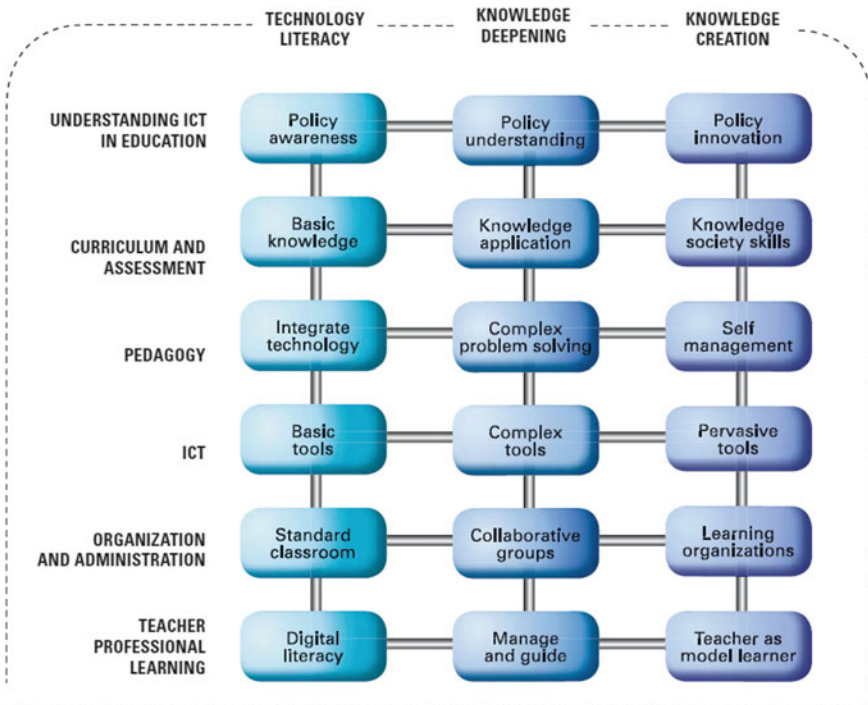 TECHNOLOGY
LITERACY
KNOWLEDGE
DEEPENING
KNOWLEDGE
CREATION
UNDERSTANDING ICT
IN EDUCATION
Policy
awareness
Policy
understanding
Policy
innovation
CURRICULUM AND
ASSESSMENT
Basic
knowledge
Knowledge
application
Knowledge
society skills
PEDAGOGY
Integrate
technology
Complex
problem solving
Self
management
ICT
Basic
tools
Complex
tools
Pervasive
tools
ORGANIZATION
AND ADMINISTRATION
Standard
classroom
Collaborative
groups
Learning
organizations
TEACHER
PROFESSIONAL
LEARNING
Digital
literacy
Manage
and guide
Teacher as
model learner